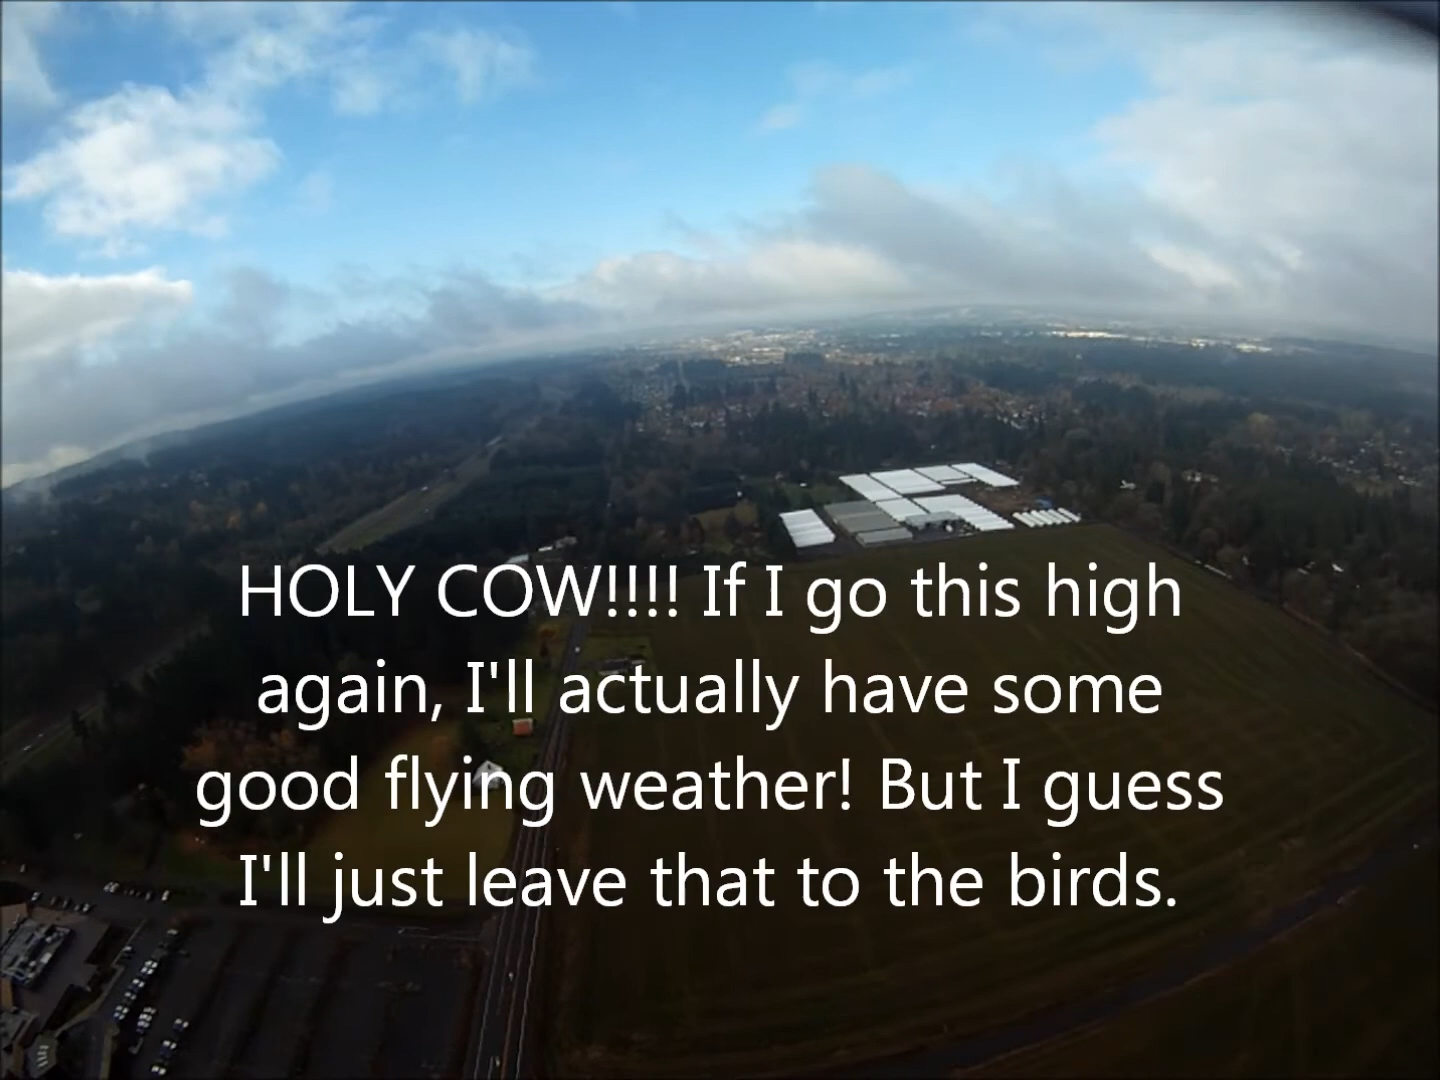 HOLY COW!!!! If I go this high
again, I'll actually have some
good flying weather! But I guess
I'll just leave that to the birds.